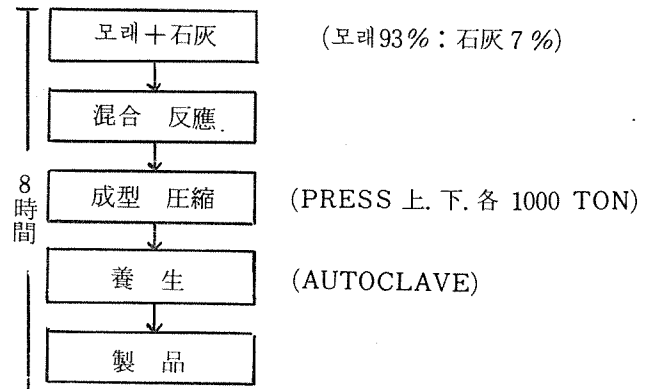 모래＋石灰 (모래93％：石灰 7 ％)
混合 反應
成型 圧縮 (PRESS 上. 下. 各 1000 TON)
8時間
養 生 (AUTOCLAVE)
製 品